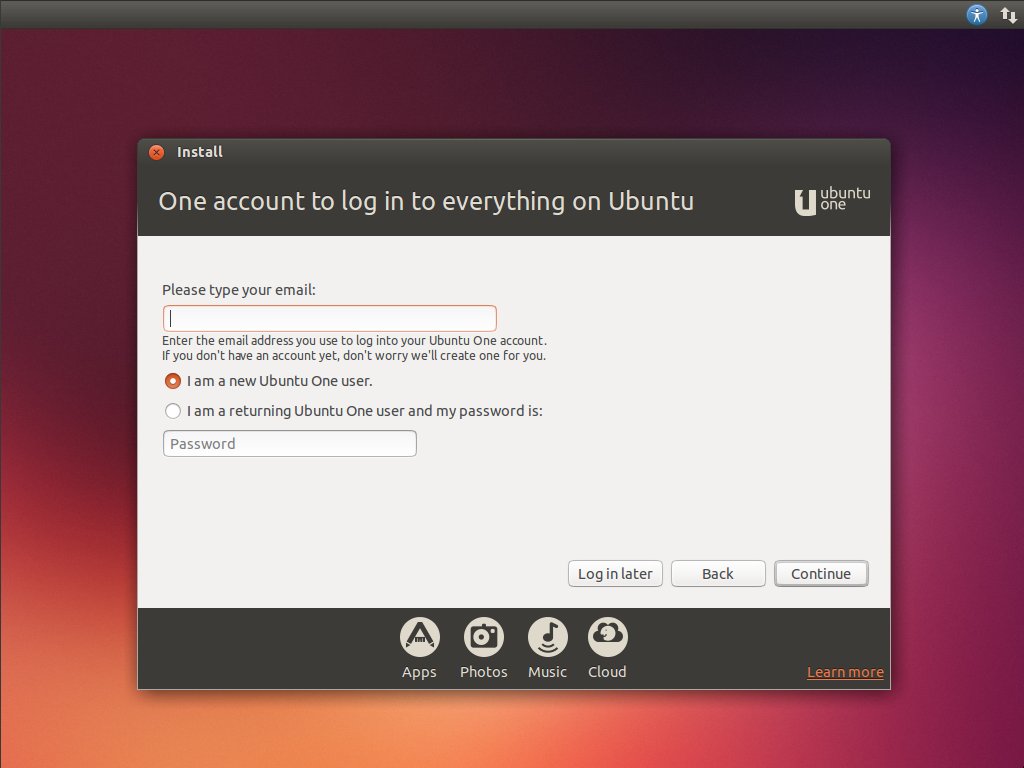 Install
One account to log in to everything on Ubuntu
ubuntu
one
Please type your email:
Enter the email address you use to log into your Ubuntu One account.
If you don't have an account yet, don't worry we'll create one for you.
I am a new Ubuntu One user.
I am a returning Ubuntu One user and my password is:
Password
Log in later Back Continue
Apps Photos Music Cloud
Learn more